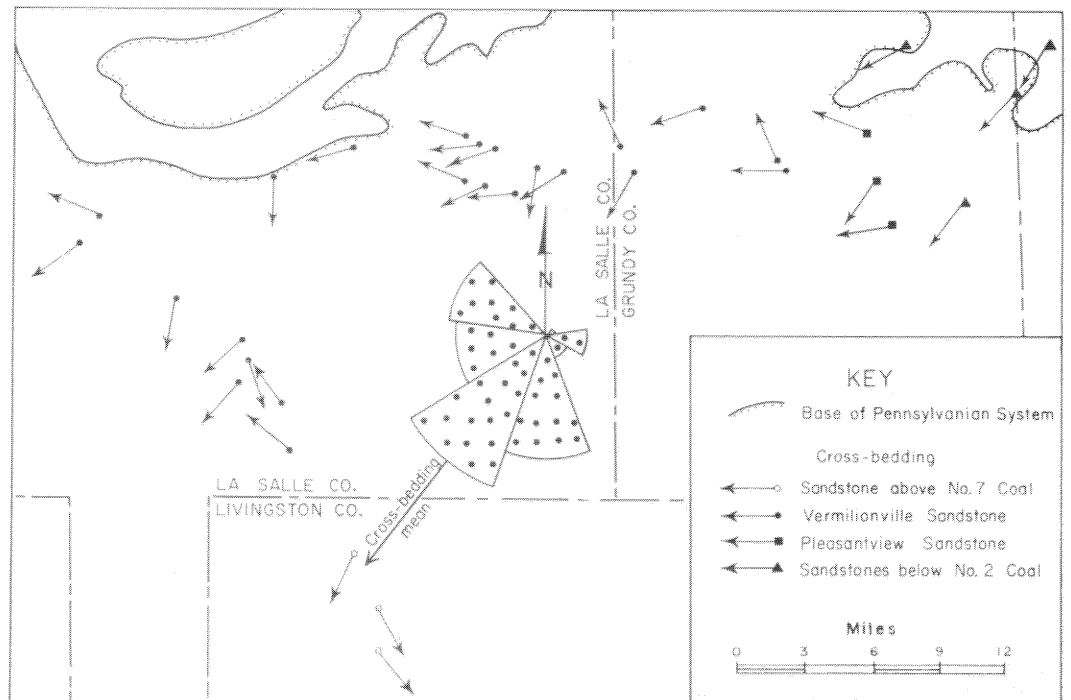 LA SALLE CO.
GRUNDY CO.
N
LA SALLE CO.
LIVINGSTON CO.
Cross-bedding
mean
KEY
Base of Pennsylvanian System
Cross-bedding
Sandstone above No. 7 Coal
Vermilionville Sandstone
Pleasantview Sandstone
Sandstones below No. 2 Coal
Miles
0 3 6 9 12